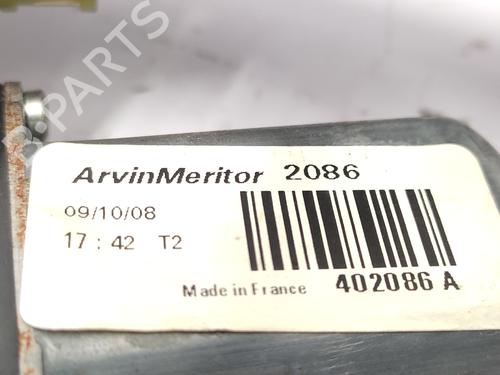 B-PARTS
ArvinMeritor 2086
09/10/08
17 : 42 T2
Made in France 402086 A